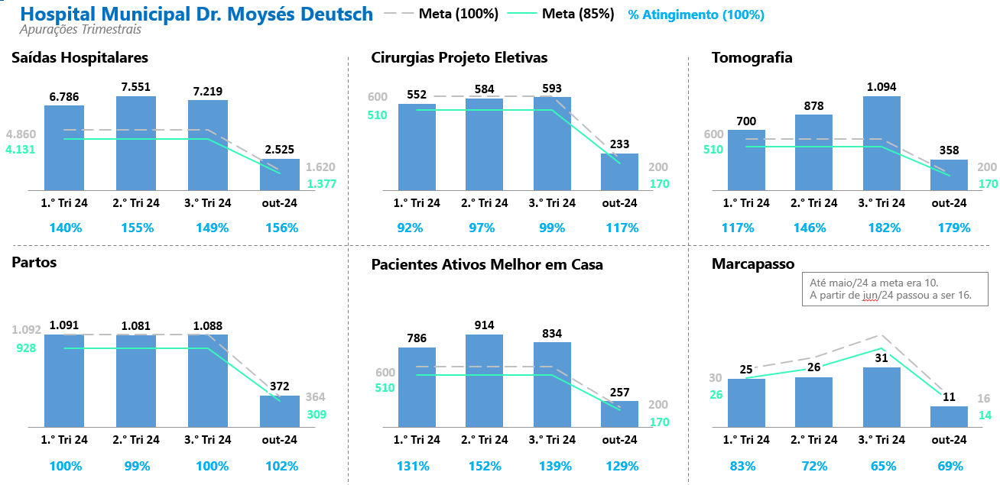 Hospital Municipal Dr. Moysés Deutsch
Meta (100%)
Meta (85%)
% Atingimento (100%)
Apurações Trimestrais
Saídas Hospitalares
6.786
7.551
7.219
2.525
4.860
4.131
1.620
1.377
1.° Tri 24
2.° Tri 24
3.° Tri 24
out-24
140%
155%
149%
156%
Cirurgias Projeto Eletivas
552
584
593
233
600
510
200
170
1.° Tri 24
2.° Tri 24
3.° Tri 24
out-24
92%
97%
99%
117%
Tomografia
700
878
1.094
358
600
510
200
170
1.° Tri 24
2.° Tri 24
3.° Tri 24
out-24
117%
146%
182%
179%
Partos
1.091
1.081
1.088
372
1.092
928
364
309
1.° Tri 24
2.° Tri 24
3.° Tri 24
out-24
100%
99%
100%
102%
Pacientes Ativos Melhor em Casa
786
914
834
257
600
510
200
170
1.° Tri 24
2.° Tri 24
3.° Tri 24
out-24
131%
152%
139%
129%
Marcapasso
Até maio/24 a meta era 10.
A partir de jun/24 passou a ser 16.
25
26
31
11
30
26
16
14
1.° Tri 24
2.° Tri 24
3.° Tri 24
out-24
83%
72%
65%
69%